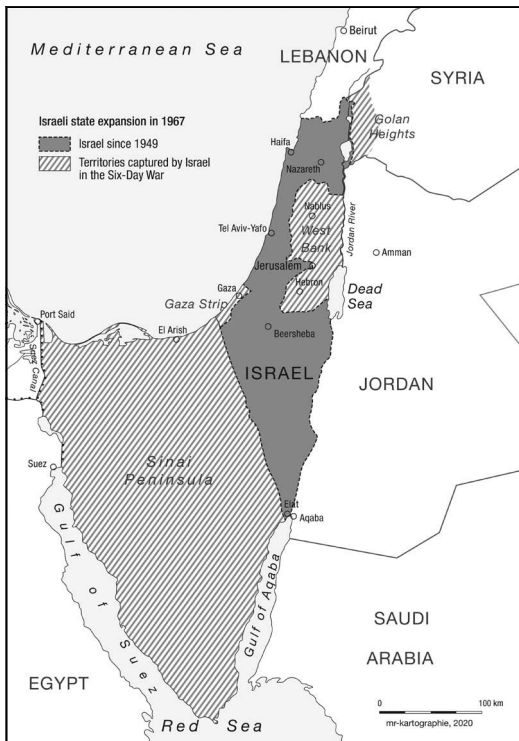 Beirut
Mediterranean Sea
LEBANON
SYRIA
Golan
Heights
Israeli state expansion in 1967
Israel since 1949
Territories captured by Israel
in the Six-Day War
Haifa
Nazareth
Nablus
West
Bank
Jordan River
Tel Aviv-Yafo
Amman
Jerusalem
Dead
Sea
Hebron
Gaza
Gaza Strip
Port Said
El Arish
Beersheba
Suez Canal
ISRAEL
JORDAN
Suez
Sinai
Peninsula
Elat
Aqaba
Gulf of Suez
Gulf of Aqaba
SAUDI
ARABIA
EGYPT
Red Sea
0 100 km
mr-kartographie, 2020